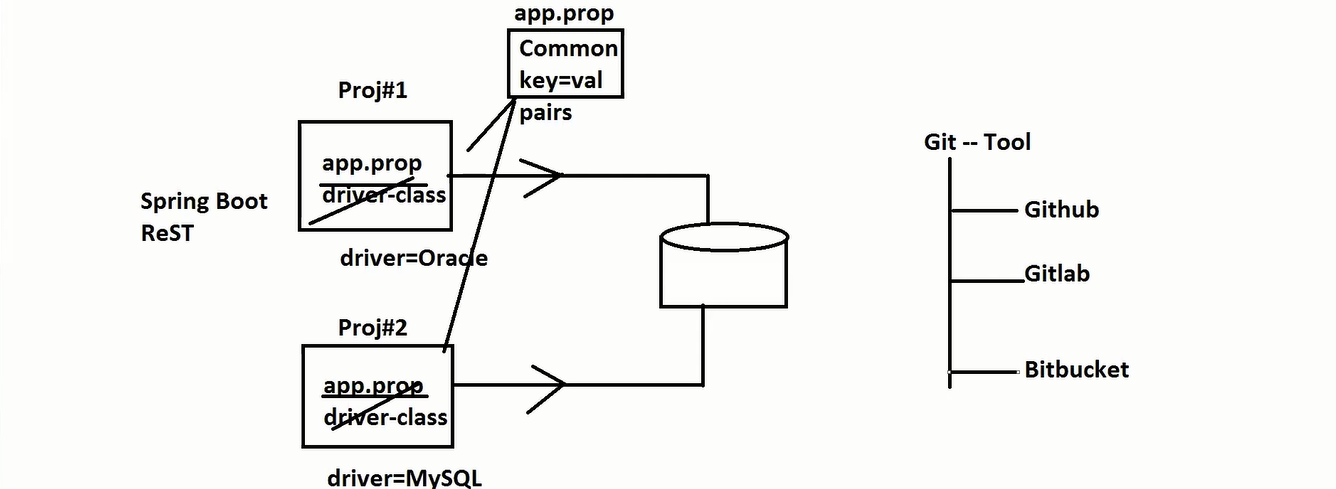 app.prop
Common
key=val
pairs
Proj#1
app.prop
driver-class
Spring Boot
ReST
driver=Oracle
Proj#2
app.prop
driver-class
driver=MySQL
Git -- Tool
Github
Gitlab
Bitbucket